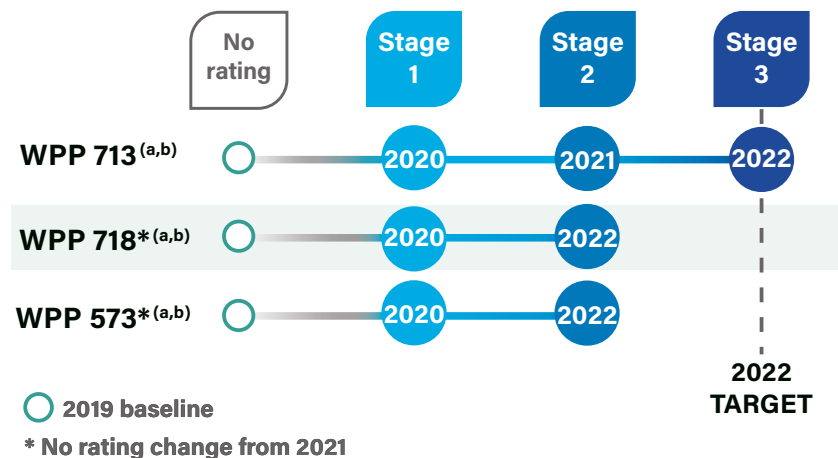 No
rating
Stage
1
Stage
2
Stage
3
WPP 713 (a,b)
2020
2021
2022
WPP 718* (a,b)
2020
2022
WPP 573* (a,b)
2020
2022
2022
TARGET
2019 baseline
* No rating change from 2021